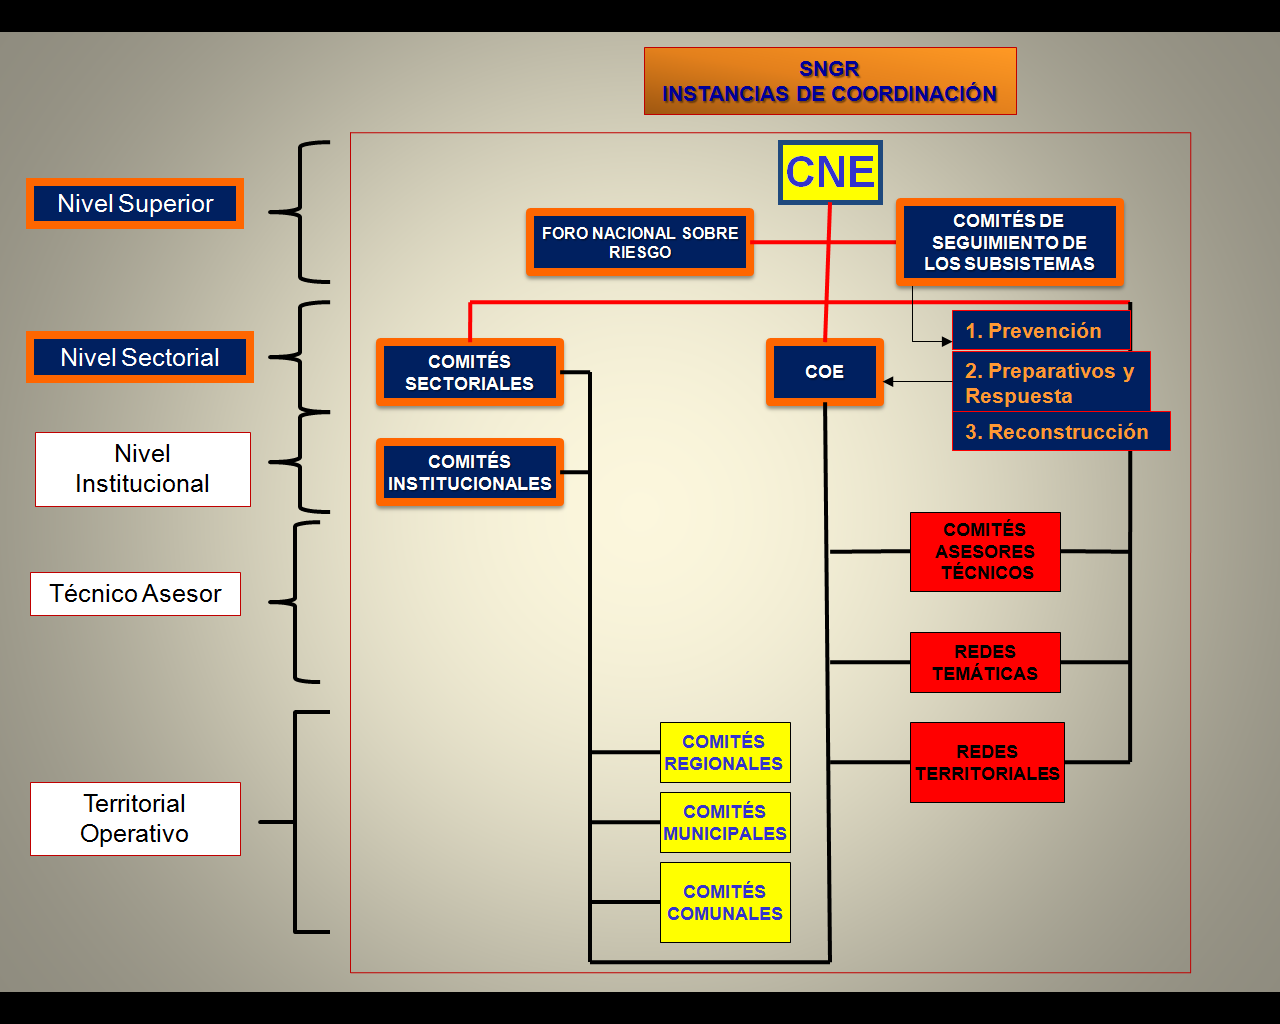 SNGR
INSTANCIAS DE COORDINACIÓN
CNE
Nivel Superior
FORO NACIONAL SOBRE
RIESGO
COMITÉS DE
SEGUIMIENTO DE
LOS SUBSISTEMAS
Nivel Sectorial
COMITÉS
SECTORIALES
COE
1. Prevención
2. Preparativos y
Respuesta
3. Reconstrucción
Nivel
Institucional
COMITÉS
INSTITUCIONALES
Técnico Asesor
COMITÉS
ASESORES
TÉCNICOS
REDES
TEMÁTICAS
REDES
TERRITORIALES
Territorial
Operativo
COMITÉS
REGIONALES
COMITÉS
MUNICIPALES
COMITÉS
COMUNALES